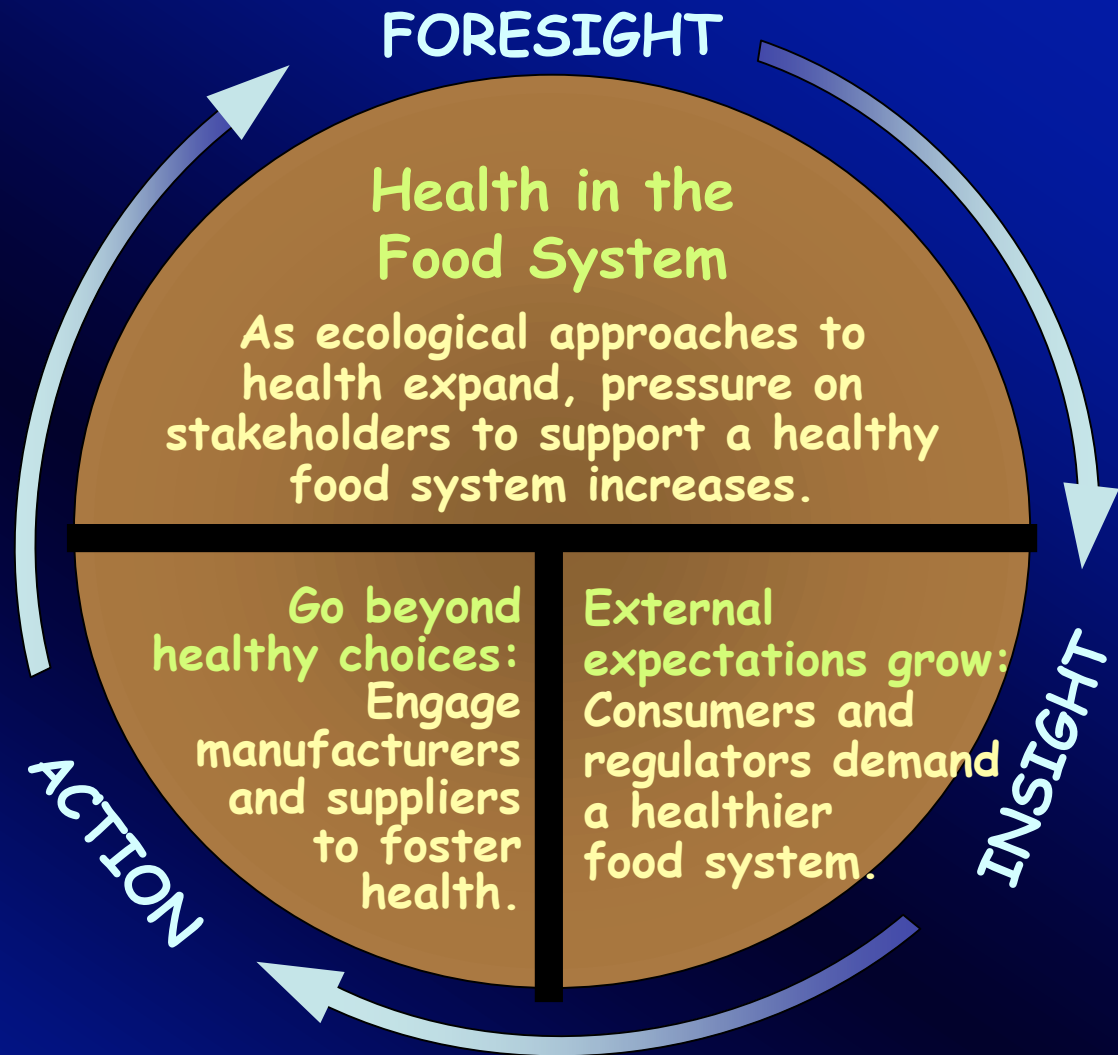 FORESIGHT
Health in the
Food System
As ecological approaches to
health expand, pressure on
stakeholders to support a healthy
food system increases.
External
expectations grow:
Consumers and
regulators demand
a healthier
food system.
INSIGHT
Go beyond
healthy choices:
Engage
manufacturers
and suppliers
to foster
health.
ACTION